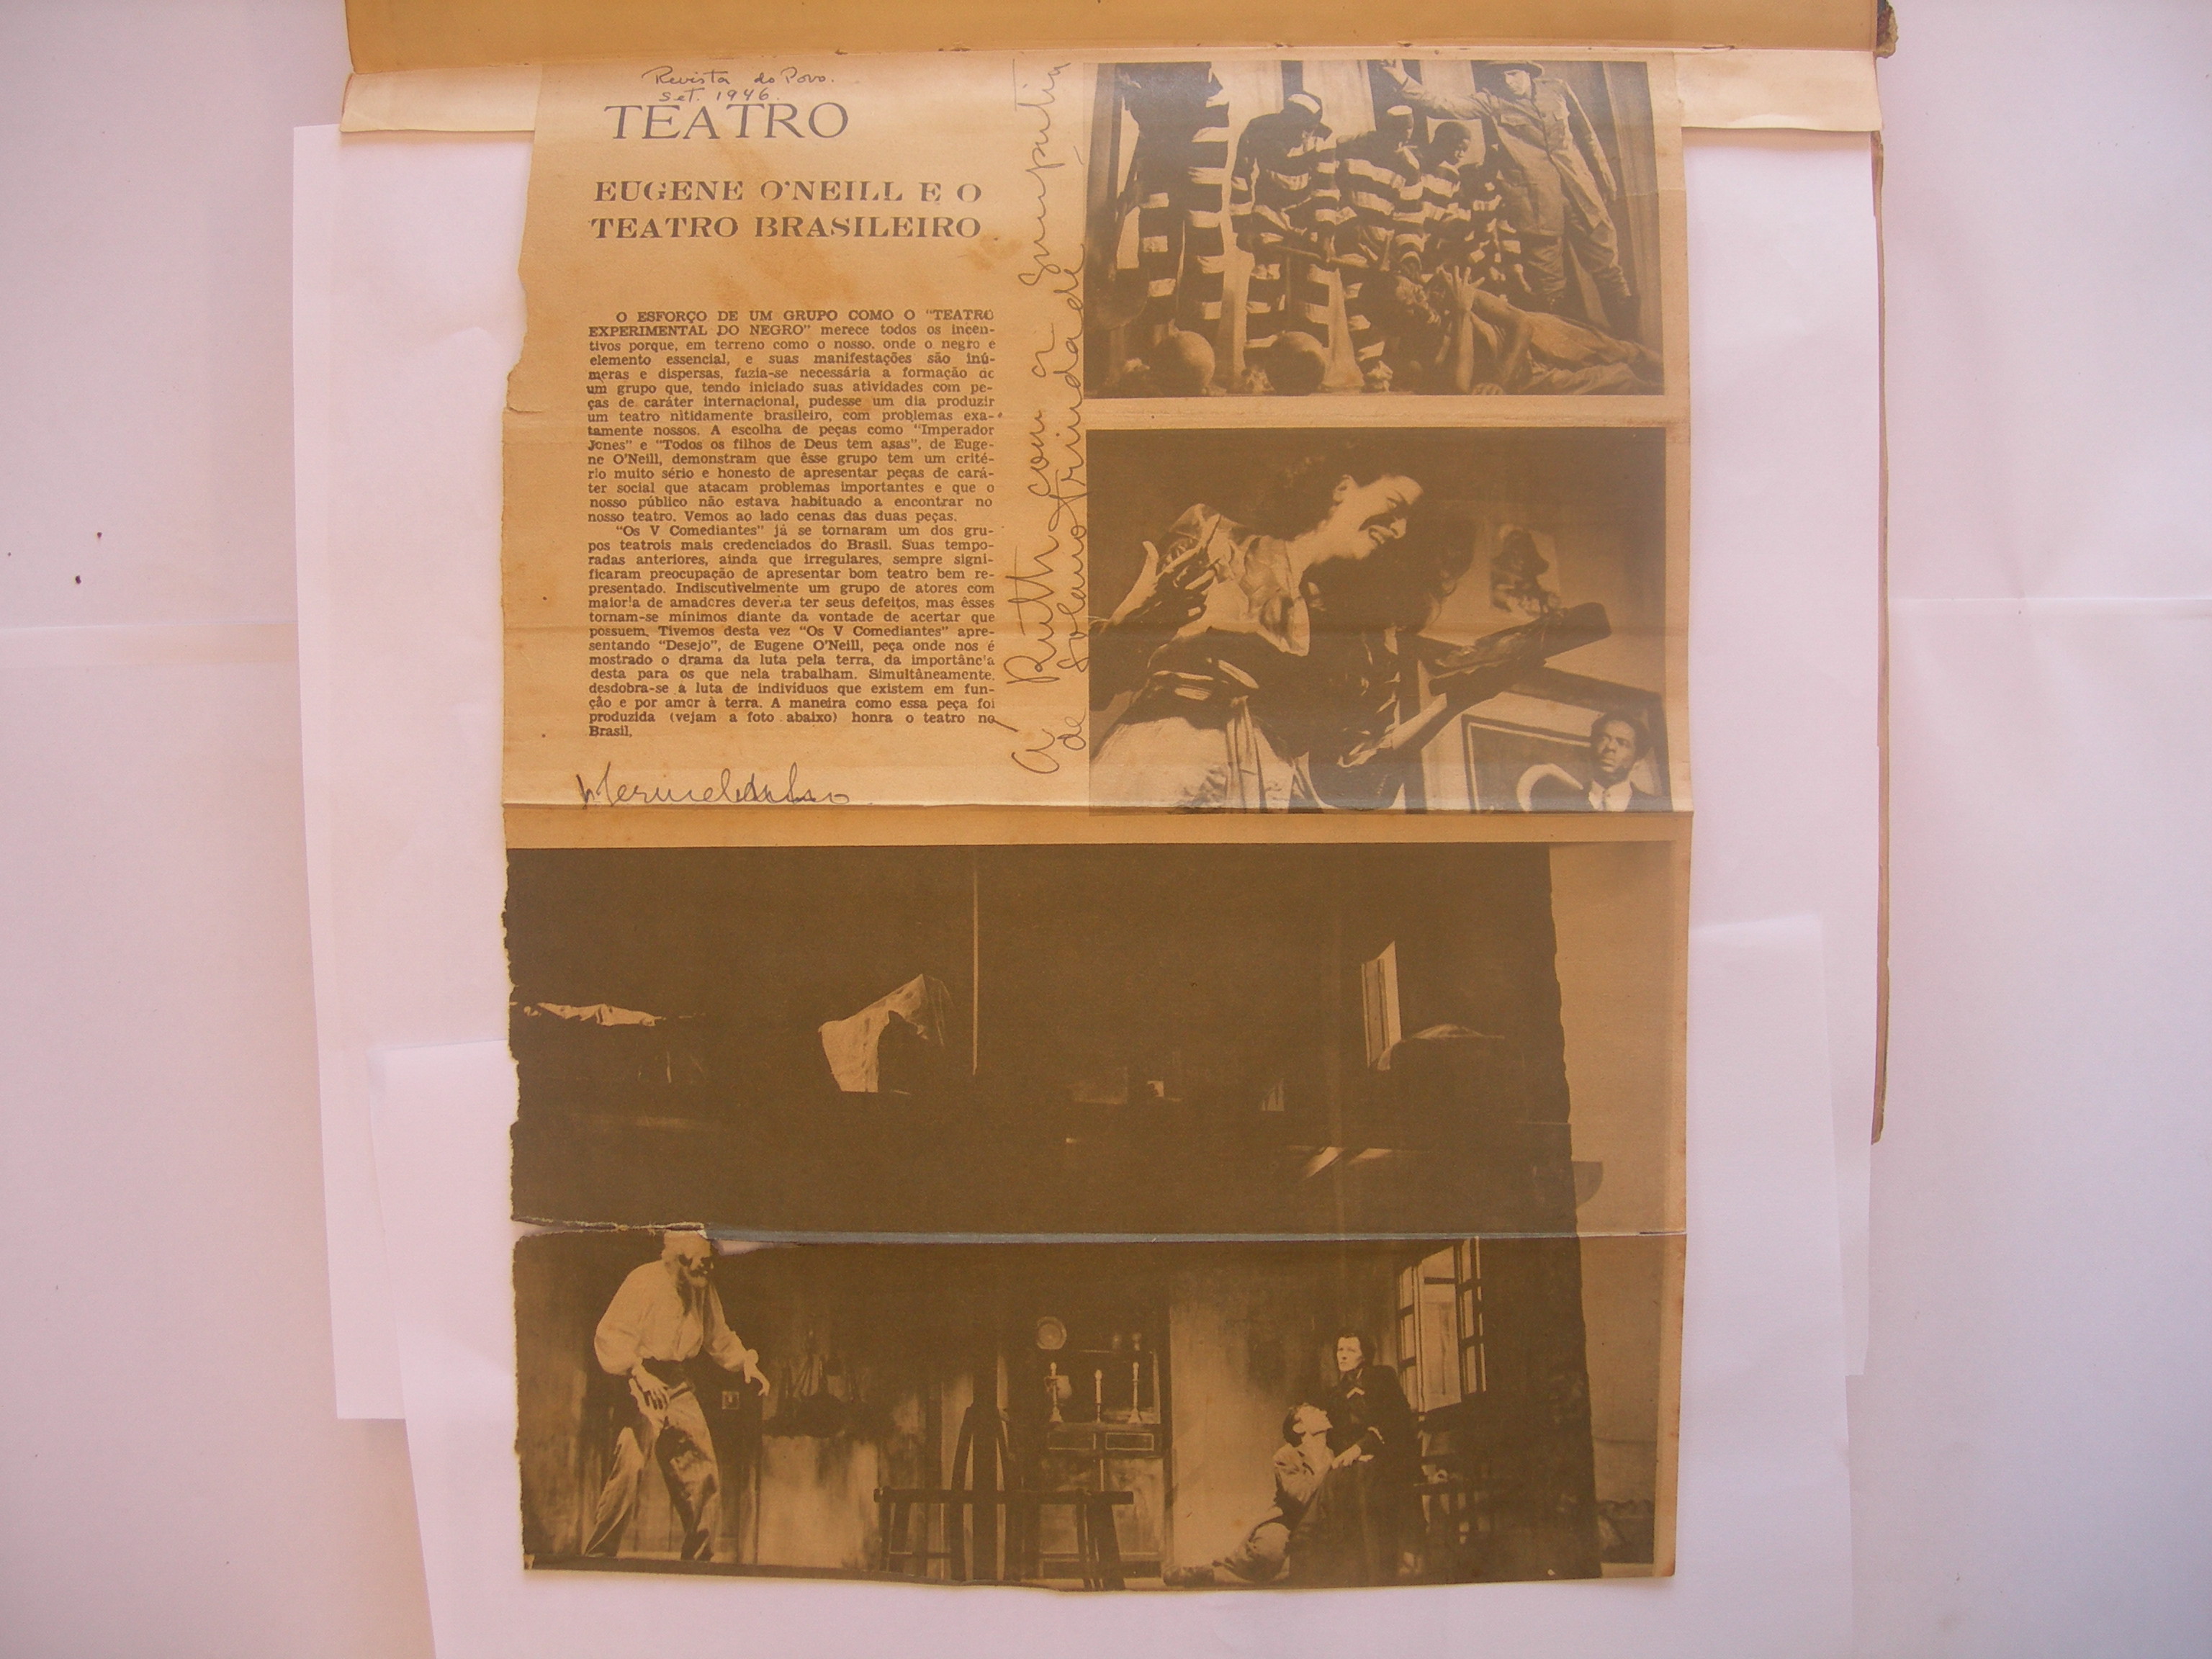 Revista do Povo.
set. 1946.
TEATRO
EUGENE O'NEILL E O
TEATRO BRASILEIRO
O ESFORÇO DE UM GRUPO COMO O "TEATRO
EXPERIMENTAL DO NEGRO" merece todos os incen-
tivos porque, em terreno como o nosso, onde o negro é
elemento essencial, e suas manifestações são inú-
meras e dispersas, fazia-se necessária a formação de
um grupo que, tendo iniciado suas atividades com pe-
ças de caráter internacional, pudesse um dia produzir
um teatro nitidamente brasileiro, com problemas exa-
tamente nossos. A escolha de peças como "Imperador
Jones" e "Todos os filhos de Deus tem asas", de Euge-
ne O'Neill, demonstram que êsse grupo tem um crité-
rio muito sério e honesto de apresentar peças de cará-
ter social que atacam problemas importantes e que o
nosso público não estava habituado a encontrar no
nosso teatro. Vemos ao lado cenas das duas peças.
"Os V Comediantes" já se tornaram um dos gru-
pos teatrois mais credenciados do Brasil. Suas tempo-
radas anteriores, ainda que irregulares, sempre signi-
ficaram preocupação de apresentar bom teatro bem re-
presentado. Indiscutivelmente um grupo de atores com
maioria de amadores deveria ter seus defeitos, mas êsses
tornam-se mínimos diante da vontade de acertar que
possuem. Tivemos desta vez "Os V Comediantes" apre-
sentando "Desejo", de Eugene O'Neill, peça onde nos é
mostrado o drama da luta pela terra, da importância
desta para os que nela trabalham. Simultâneamente,
desdobra-se a luta de indivíduos que existem em fun-
ção e por amor à terra. A maneira como essa peça foi
produzida (vejam a foto abaixo) honra o teatro no
Brasil.
Á Ruth com a Simpatia
de Solano Trindade